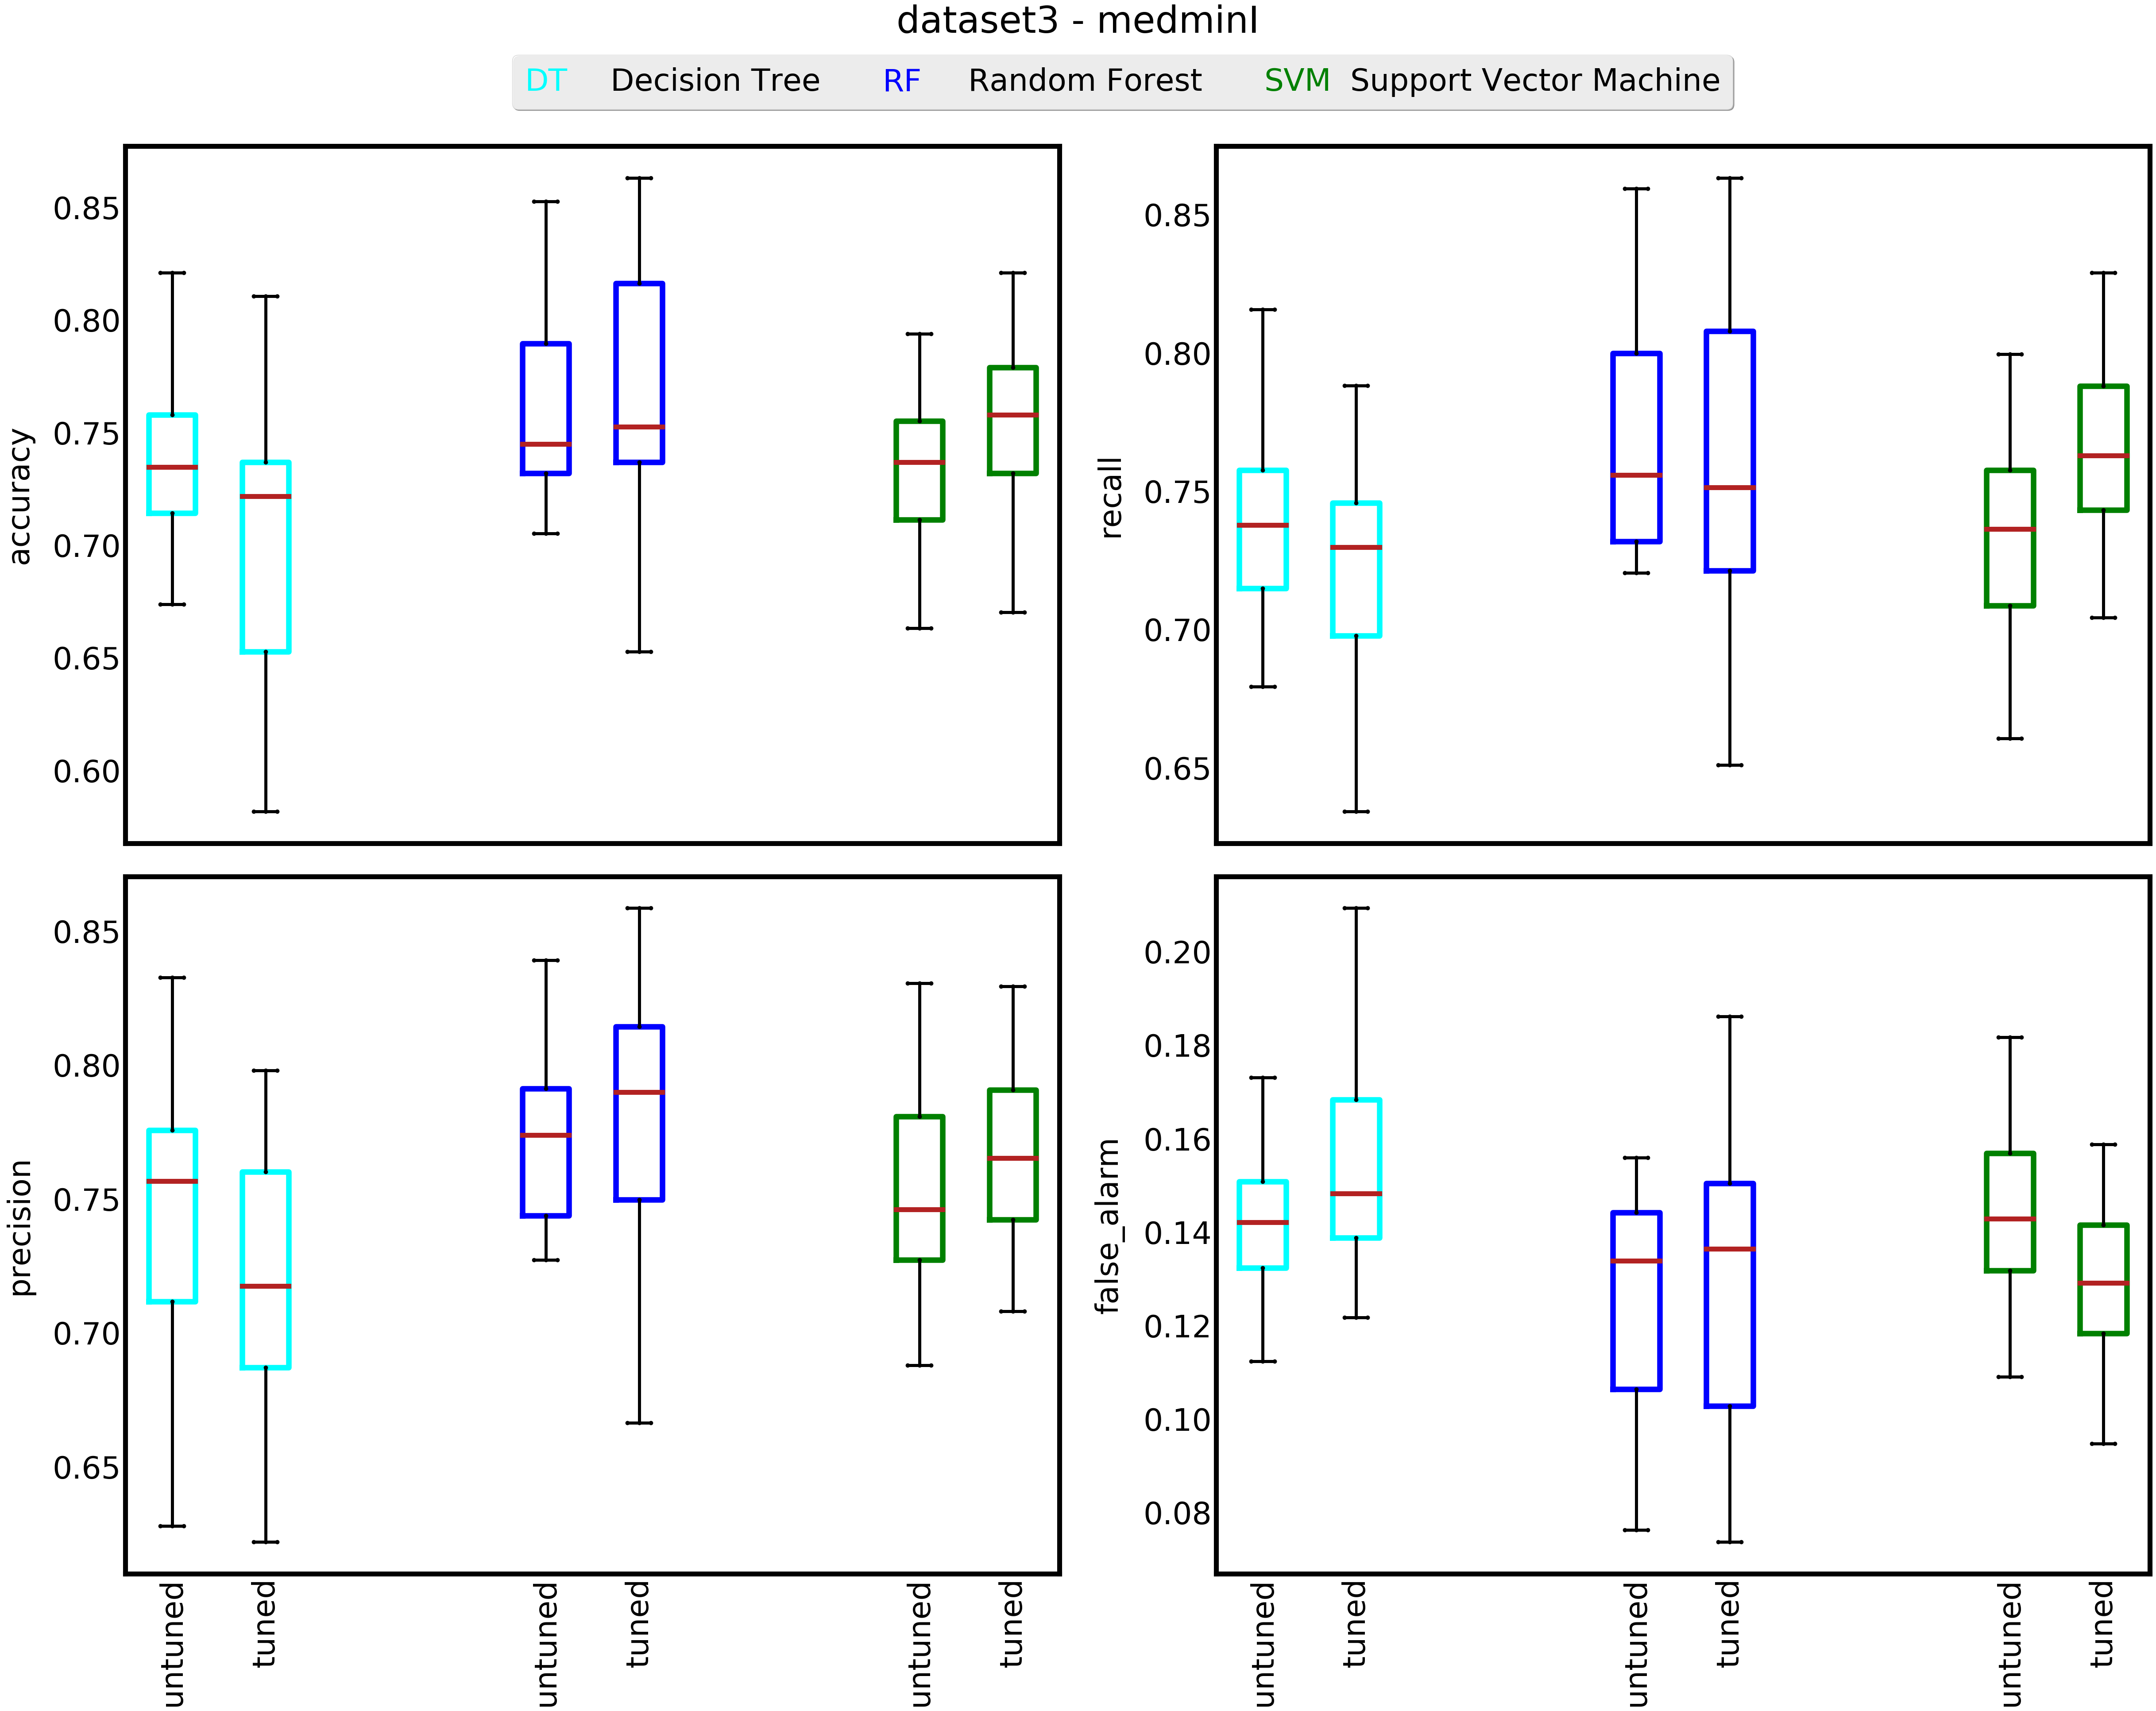 dataset3 - medminI
DT Decision Tree RF Random Forest SVM Support Vector Machine
accuracy
0.85
0.80
0.75
0.70
0.65
0.60
recall
0.85
0.80
0.75
0.70
0.65
precision
0.85
0.80
0.75
0.70
0.65
untuned tuned untuned tuned untuned tuned
false_alarm
0.20
0.18
0.16
0.14
0.12
0.10
0.08
untuned tuned untuned tuned untuned tuned